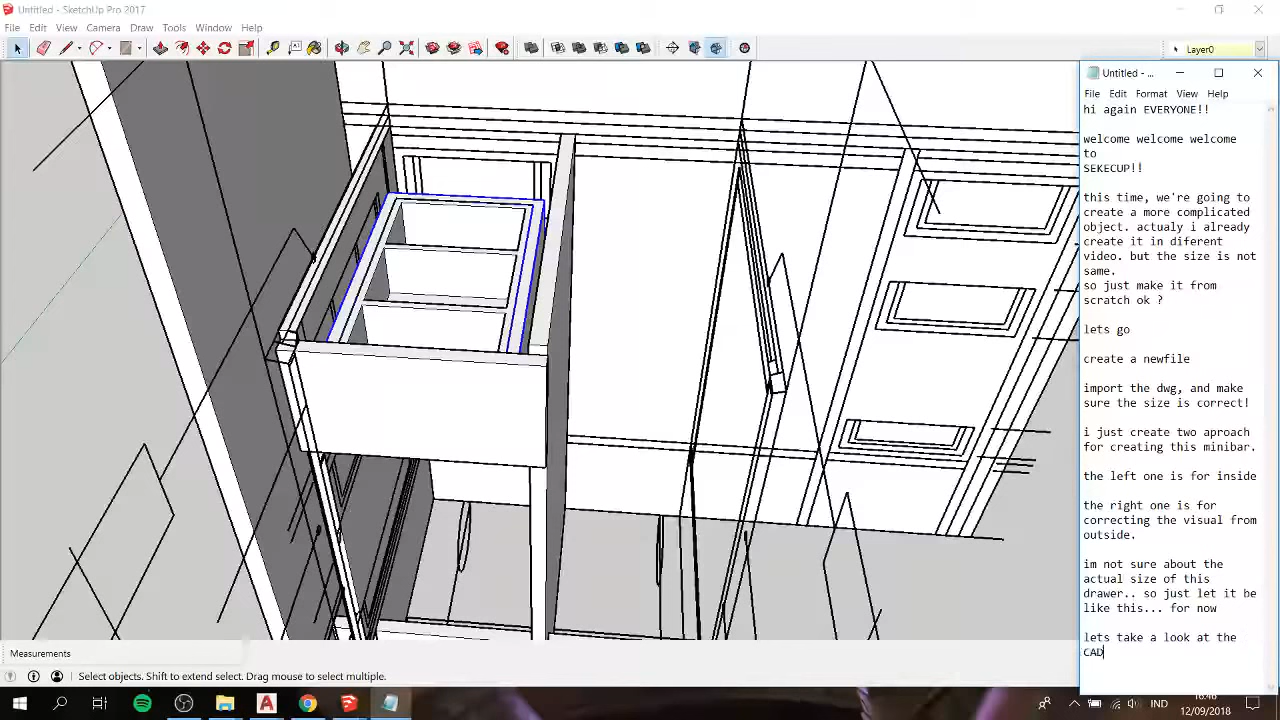 Untitled - SketchUp Pro 2017
File Edit View Camera Draw Tools Window Help
Layer0
Untitled - ...
File Edit Format View Help
hi again EVERYONE!!
welcome welcome welcome
to
SEKECUP!!
this time, we're going to
create a more complicated
object. actualy i already
create it in diferent
video. but the size is not
same.
so just make it from
scratch ok ?
lets go
create a newfile
import the dwg, and make
sure the size is correct!
i just create two aproach
for creating this minibar.
the left one is for inside
the right one is for
correcting the visual from
outside.
im not sure about the
actual size of this
drawer.. so just let it be
like this... for now
lets take a look at the
CAD
Measurements
Select objects. Shift to extend select. Drag mouse to select multiple.
IND
16:46
12/09/2018